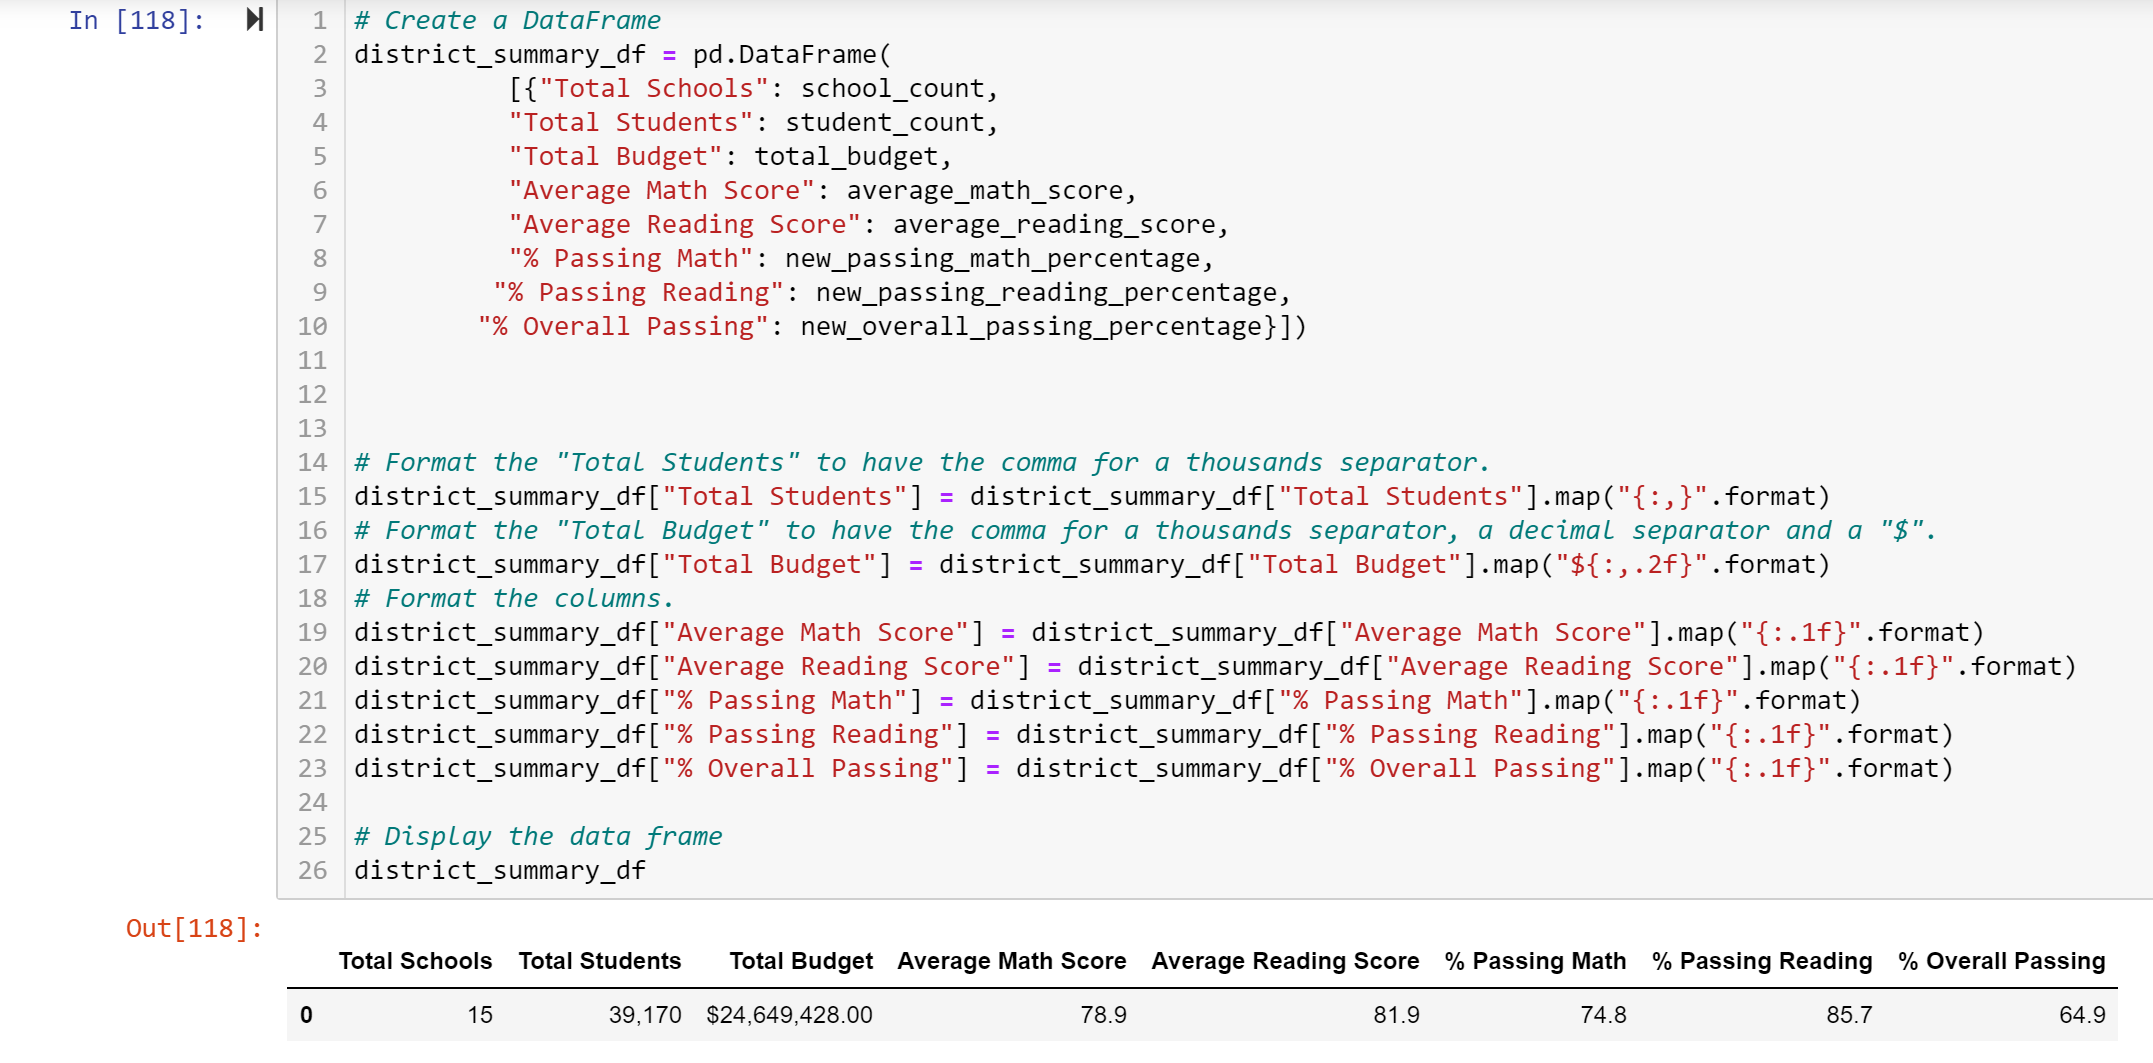 In [118]:
1 # Create a DataFrame
2 district_summary_df = pd.DataFrame(
3 [{"Total Schools": school_count,
4 "Total Students": student_count,
5 "Total Budget": total_budget,
6 "Average Math Score": average_math_score,
7 "Average Reading Score": average_reading_score,
8 "% Passing Math": new_passing_math_percentage,
9 "% Passing Reading": new_passing_reading_percentage,
10 "% Overall Passing": new_overall_passing_percentage}])
11
12
13
14 # Format the "Total Students" to have the comma for a thousands separator.
15 district_summary_df["Total Students"] = district_summary_df["Total Students"].map("{:,}".format)
16 # Format the "Total Budget" to have the comma for a thousands separator, a decimal separator and a "$".
17 district_summary_df["Total Budget"] = district_summary_df["Total Budget"].map("${:,.2f}".format)
18 # Format the columns.
19 district_summary_df["Average Math Score"] = district_summary_df["Average Math Score"].map("{:.1f}".format)
20 district_summary_df["Average Reading Score"] = district_summary_df["Average Reading Score"].map("{:.1f}".format)
21 district_summary_df["% Passing Math"] = district_summary_df["% Passing Math"].map("{:.1f}".format)
22 district_summary_df["% Passing Reading"] = district_summary_df["% Passing Reading"].map("{:.1f}".format)
23 district_summary_df["% Overall Passing"] = district_summary_df["% Overall Passing"].map("{:.1f}".format)
24
25 # Display the data frame
26 district_summary_df
Out[118]:
Total Schools Total Students Total Budget Average Math Score Average Reading Score % Passing Math % Passing Reading % Overall Passing
0 15 39,170 $24,649,428.00 78.9 81.9 74.8 85.7 64.9